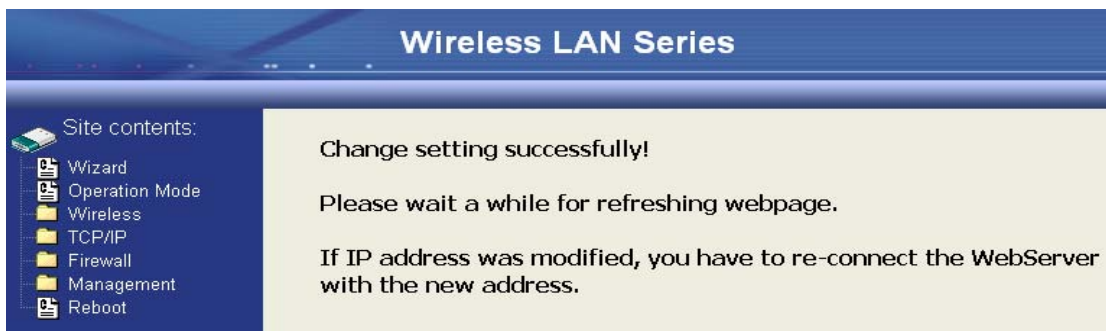 Wireless LAN Series
Site contents:
Wizard
Operation Mode
Wireless
TCP/IP
Firewall
Management
Reboot
Change setting successfully!
Please wait a while for refreshing webpage.
If IP address was modified, you have to re-connect the WebServer
with the new address.